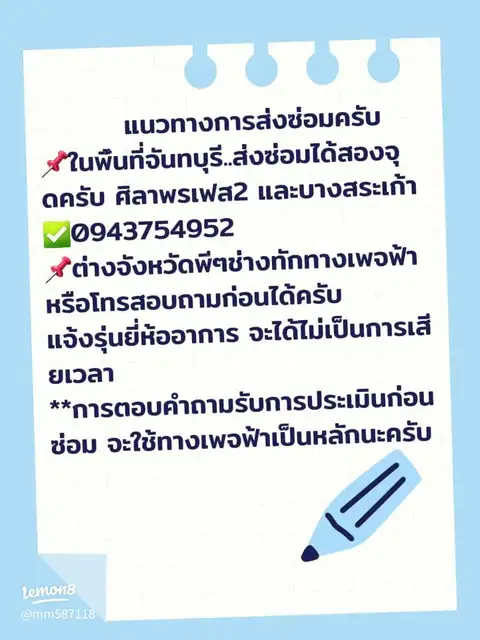 แนวทางการส่งซ่อมครับ
📌ในพื้นที่จันทบุรี..ส่งซ่อมได้สองจุ
ดครับ ศิลาพรเฟส2 และบางสระเก้า
✅0943754952
📌ต่างจังหวัดพีๆช่างทักทางเพจฟ้า
หรือโทรสอบถามก่อนได้ครับ
แจ้งรุ่นยี่ห้ออาการ จะได้ไม่เป็นการเสี
ยเวลา
**การตอบคำถามรับการประเมินก่อน
ซ่อม จะใช้ทางเพจฟ้าเป็นหลักนะครับ
lemon8
@mm587118